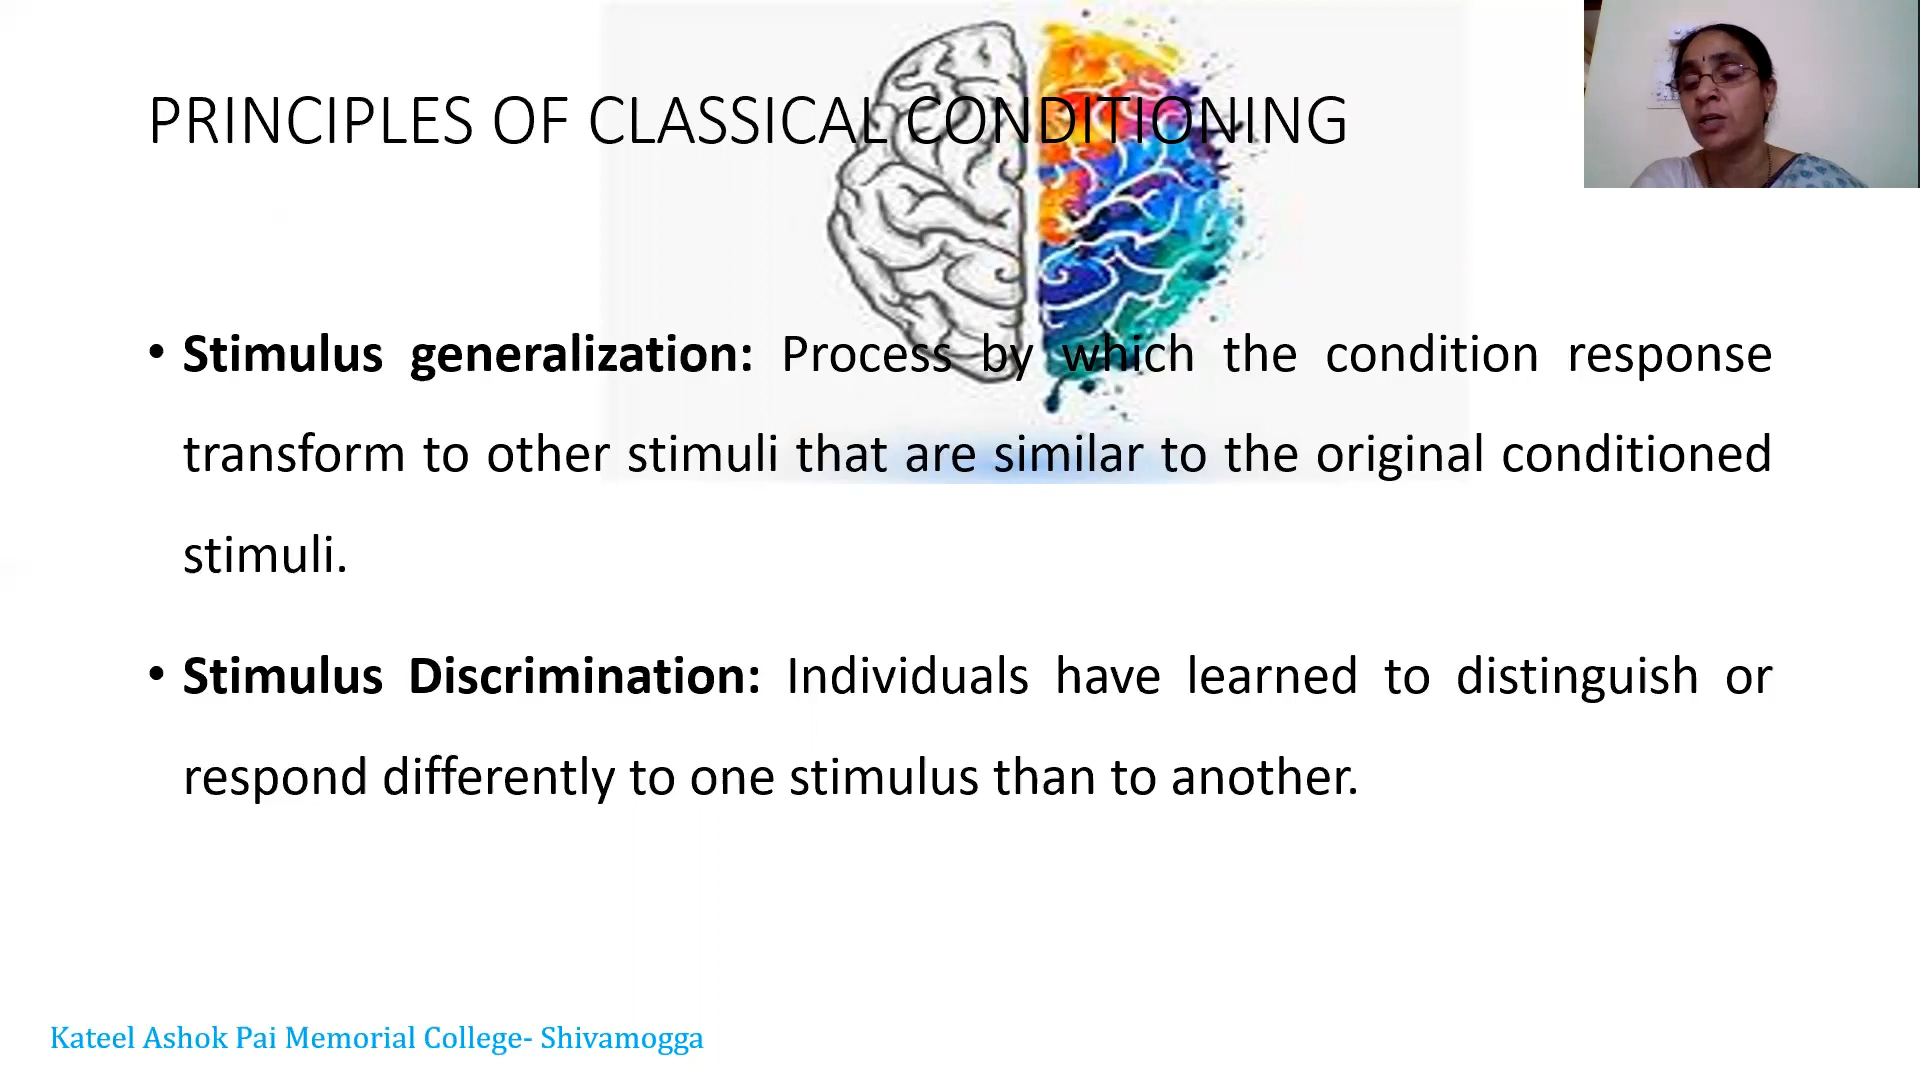 PRINCIPLES OF CLASSICAL CONDITIONING
• Stimulus generalization: Process by which the condition response
transform to other stimuli that are similar to the original conditioned
stimuli.
• Stimulus Discrimination: Individuals have learned to distinguish or
respond differently to one stimulus than to another.
Kateel Ashok Pai Memorial College- Shivamogga